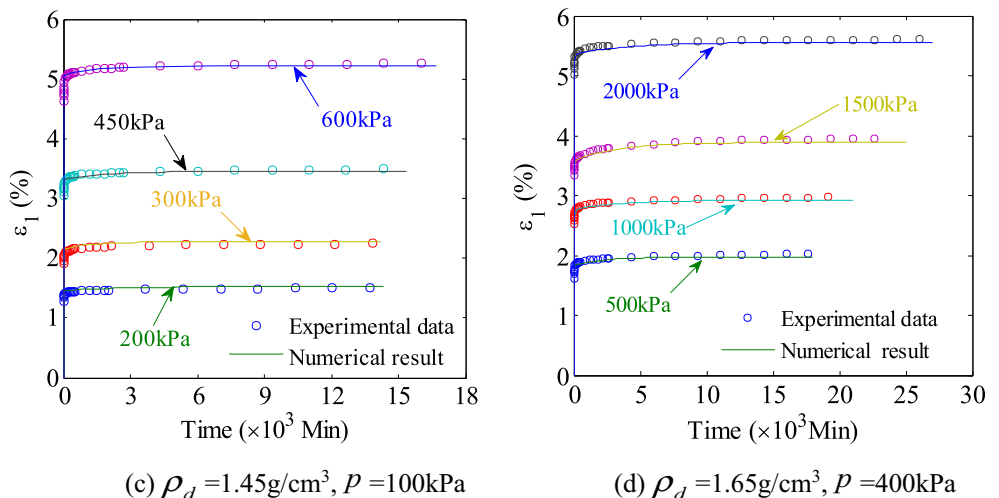 6
5
4
3
2
1
0
ε₁ (%)
600kPa
450kPa
300kPa
200kPa
Experimental data
Numerical result
0 3 6 9 12 15 18
Time (×10³ Min)
(c) ρ_d =1.45g/cm³, p =100kPa
6
5
4
3
2
1
0
ε₁ (%)
2000kPa
1500kPa
1000kPa
500kPa
Experimental data
Numerical result
0 5 10 15 20 25 30
Time (×10³Min)
(d) ρ_d =1.65g/cm³, p =400kPa